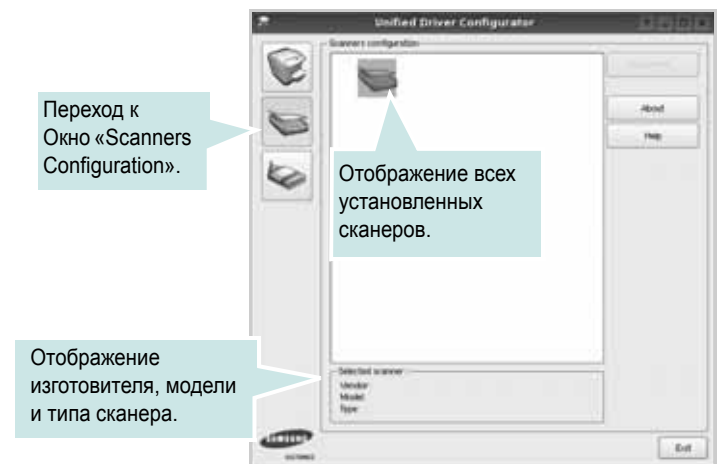 Unified Driver Configurator
Scanners configuration
Переход к
Окно «Scanners
Configuration».
About
Help
Отображение всех
установленных
сканеров.
Отображение
изготовителя, модели
и типа сканера.
Selected scanner
Vendor
Model
Type
SAMSUNG
Exit